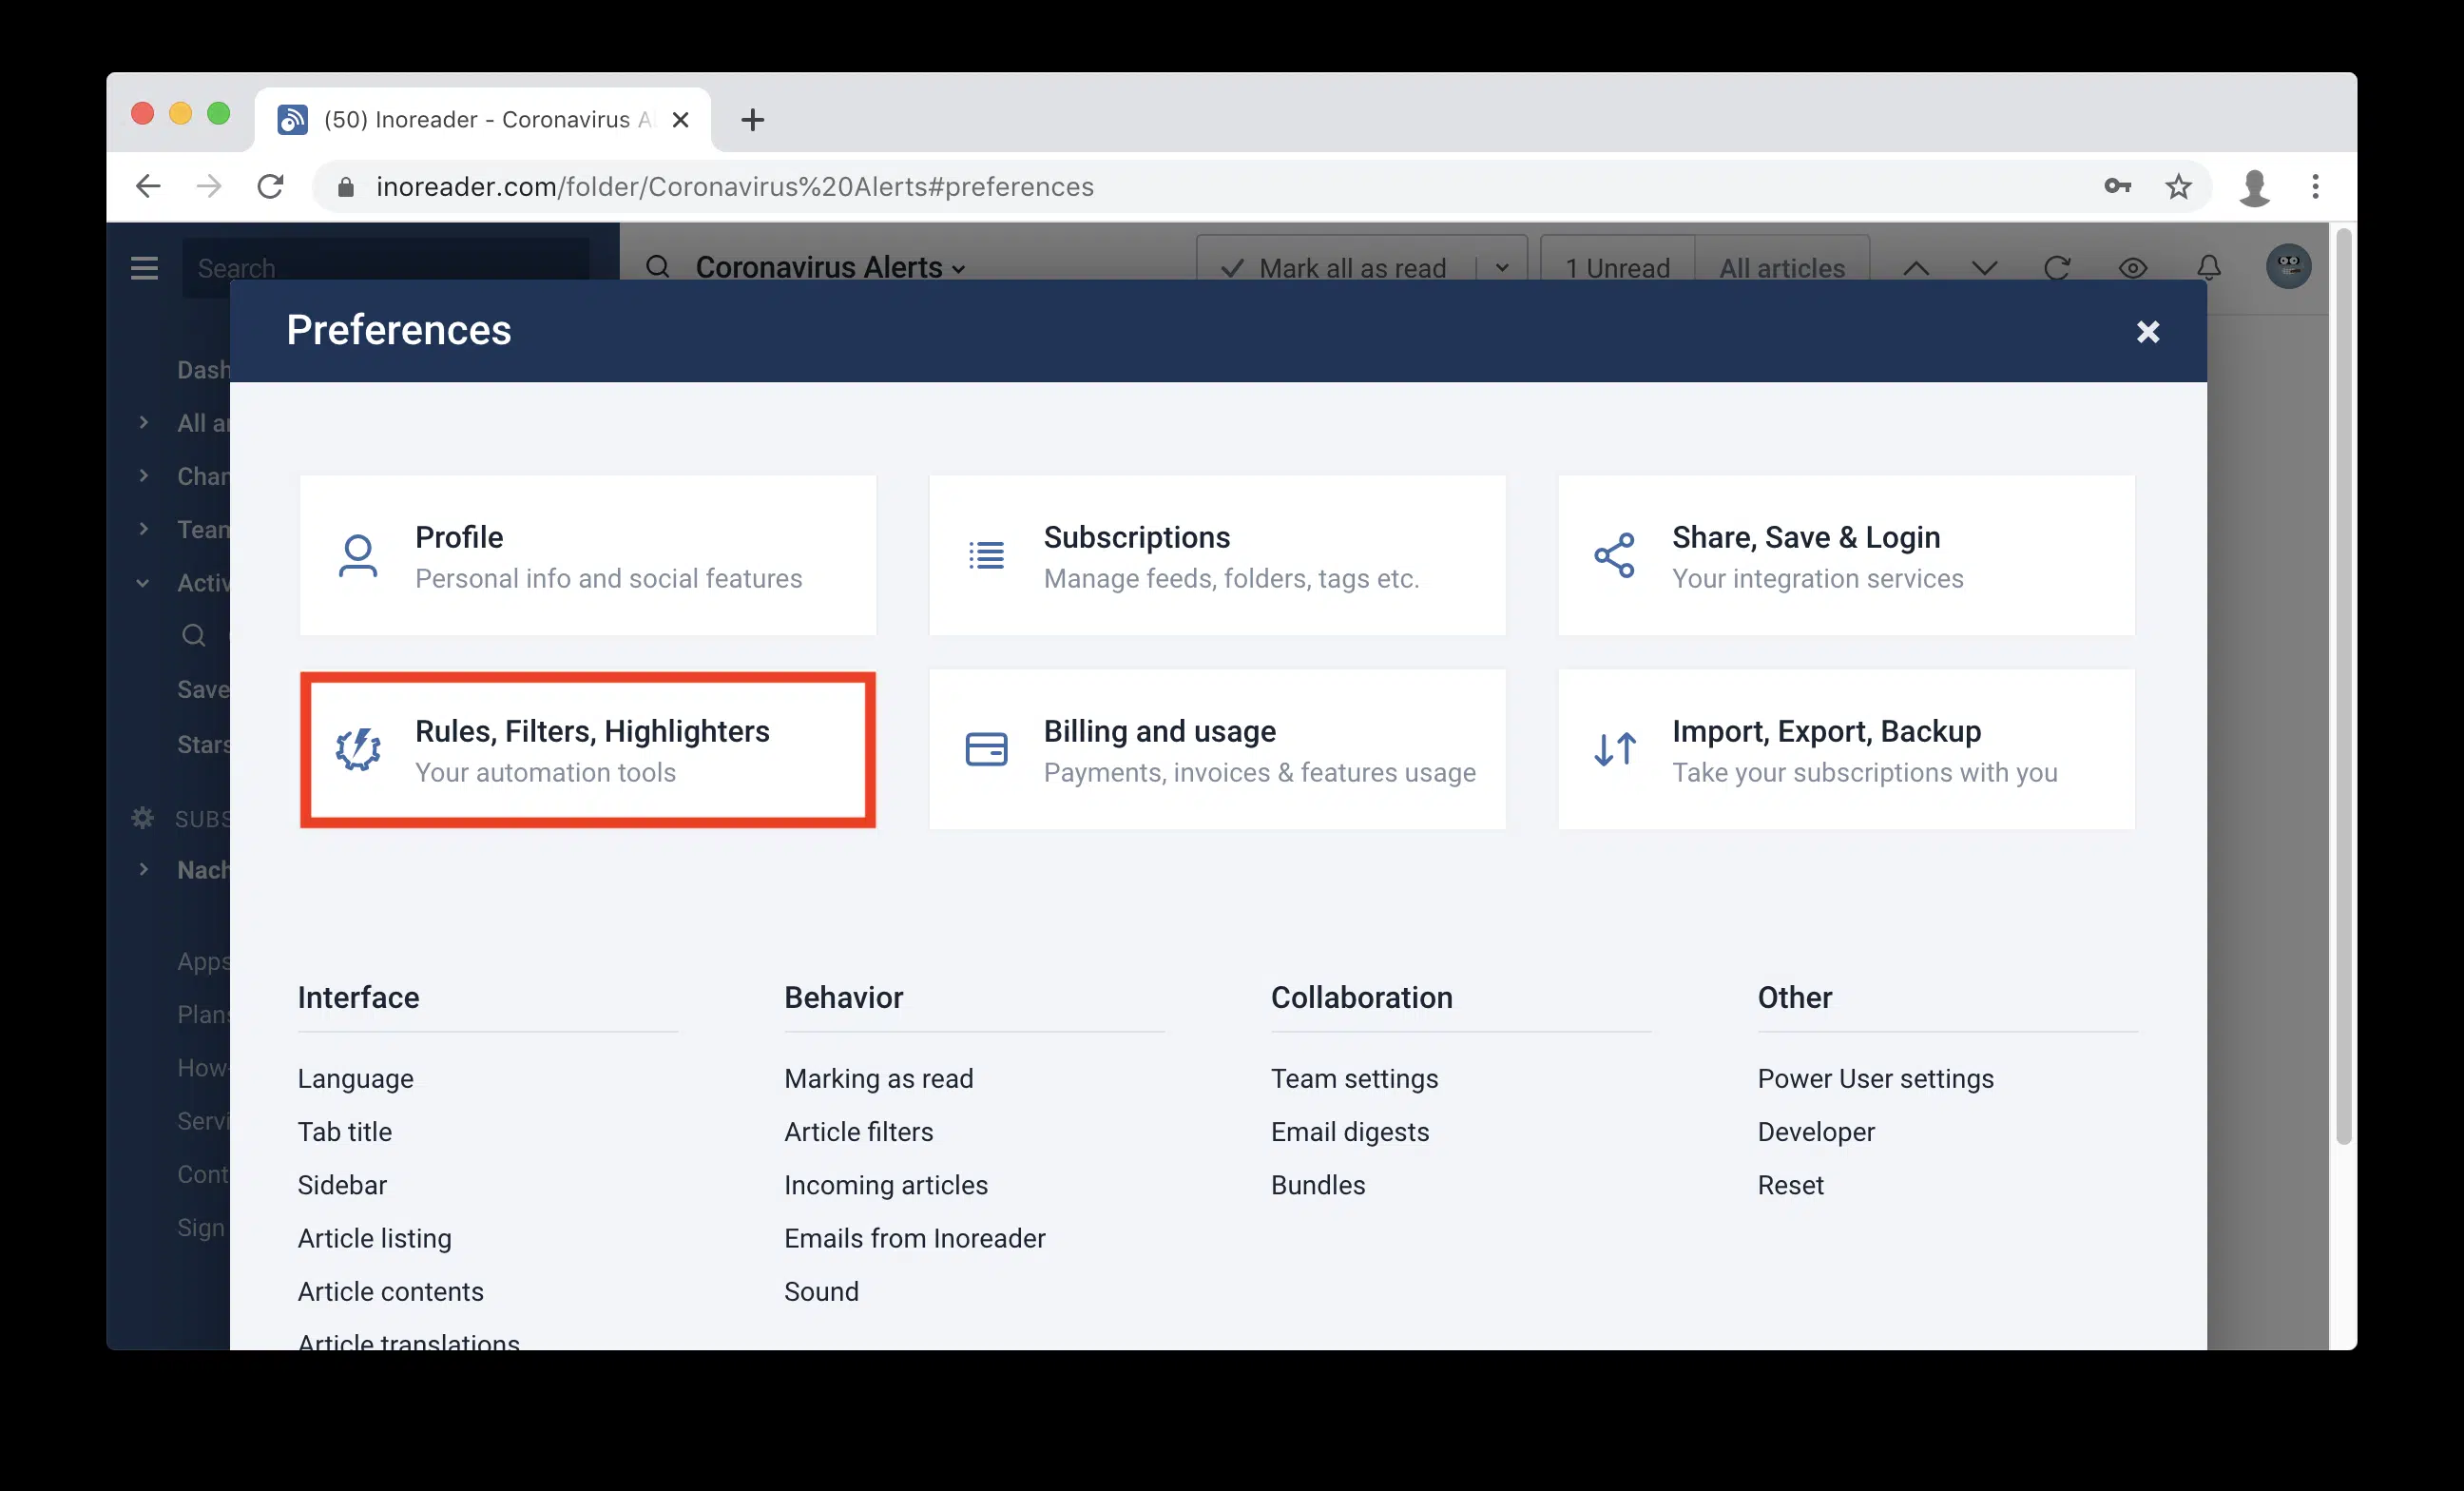 (50) Inoreader - Coronavirus A
inoreader.com/folder/Coronavirus%20Alerts#preferences
Search
Coronavirus Alerts
Mark all as read
1 Unread
All articles
Preferences
Dash
All ar
Chan
Team
Activ
Save
Stars
SUBS
Nach
Apps
Plans
How-
Servi
Cont
Sign
Profile
Personal info and social features
Subscriptions
Manage feeds, folders, tags etc.
Share, Save & Login
Your integration services
Rules, Filters, Highlighters
Your automation tools
Billing and usage
Payments, invoices & features usage
Import, Export, Backup
Take your subscriptions with you
Interface
Language
Tab title
Sidebar
Article listing
Article contents
Article translations
Behavior
Marking as read
Article filters
Incoming articles
Emails from Inoreader
Sound
Collaboration
Team settings
Email digests
Bundles
Other
Power User settings
Developer
Reset